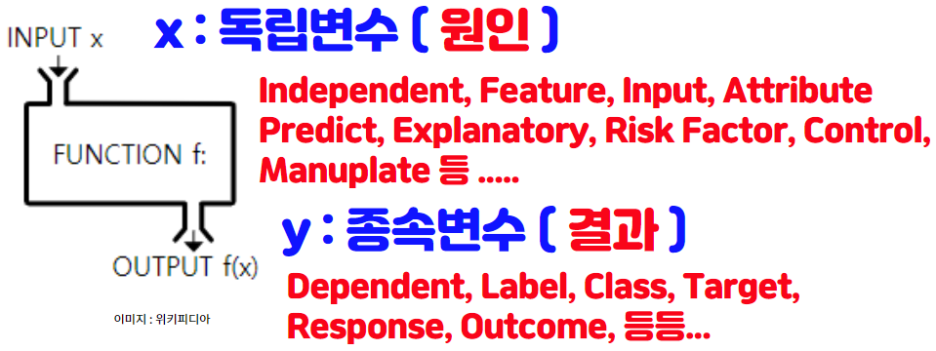 INPUT x
x : 독립변수 ( 원인 )
Independent, Feature, Input, Attribute
Predict, Explanatory, Risk Factor, Control,
Manuplate 등 .....
FUNCTION f:
y : 종속변수 ( 결과 )
OUTPUT f(x)
Dependent, Label, Class, Target,
Response, Outcome, 등등...
이미지 : 위키피디아